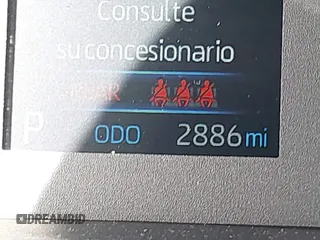 Consulte
su concesionario
P ODO 2886 mi
DREAMBID